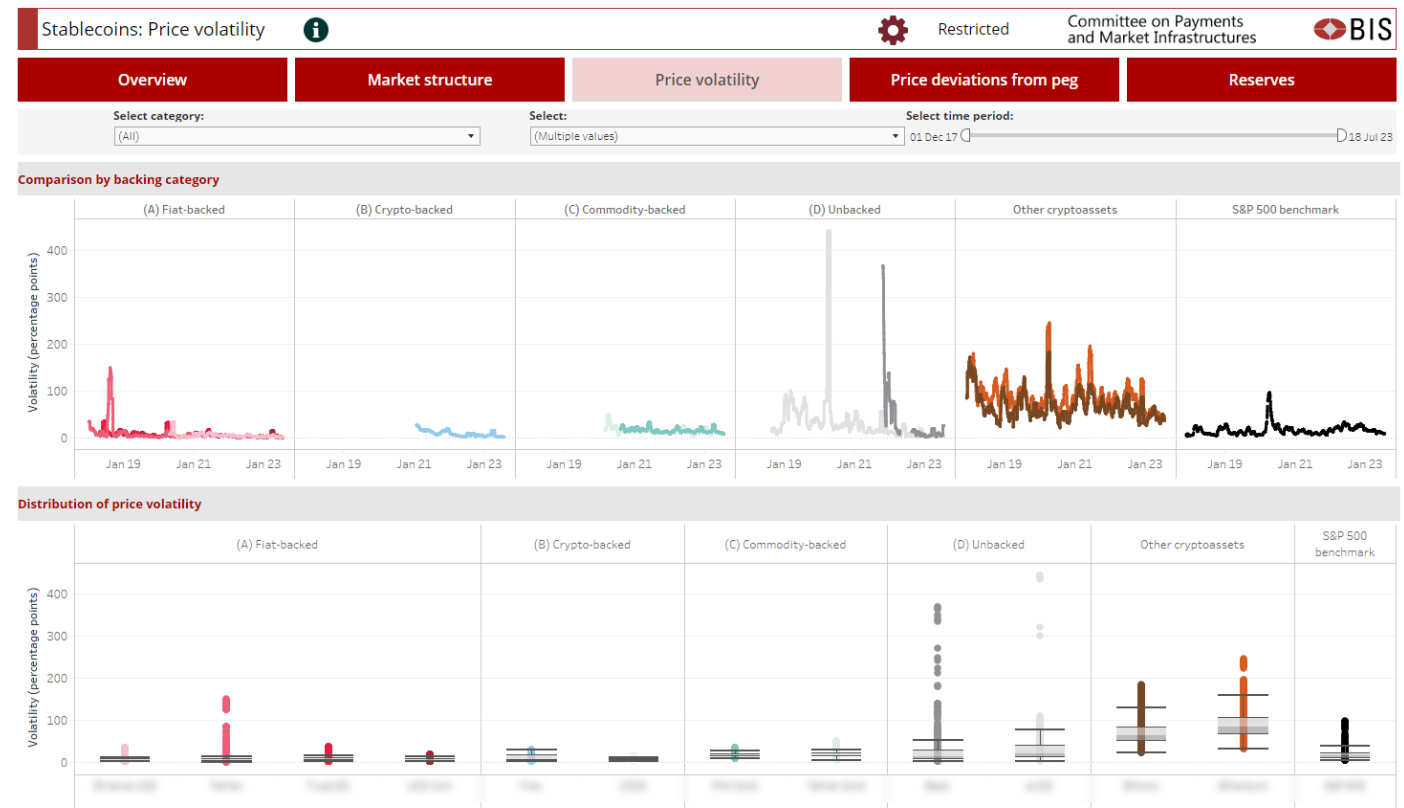 Stablecoins: Price volatility
i
Restricted
Committee on Payments
and Market Infrastructures
BIS
Overview
Market structure
Price volatility
Price deviations from peg
Reserves
Select category:
(All)
Select:
(Multiple values)
Select time period:
01 Dec 17
18 Jul 23
Comparison by backing category
(A) Fiat-backed
(B) Crypto-backed
(C) Commodity-backed
(D) Unbacked
Other cryptoassets
S&P 500 benchmark
Volatility (percentage points)
400
300
200
100
0
Jan 19 Jan 21 Jan 23
Jan 19 Jan 21 Jan 23
Jan 19 Jan 21 Jan 23
Jan 19 Jan 21 Jan 23
Jan 19 Jan 21 Jan 23
Jan 19 Jan 21 Jan 23
Distribution of price volatility
(A) Fiat-backed
(B) Crypto-backed
(C) Commodity-backed
(D) Unbacked
Other cryptoassets
S&P 500
benchmark
Volatility (percentage points)
400
300
200
100
0